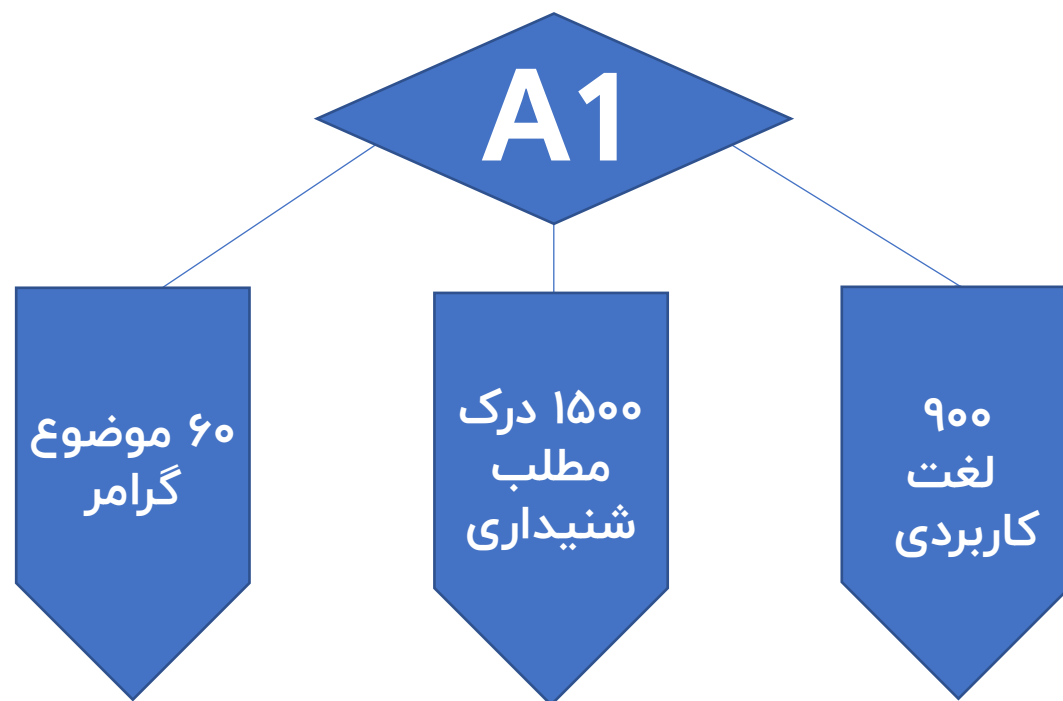 A1
۹۰۰
لغت
کاربردی
۱۵۰۰ درک
مطلب
شنیداری
۶۰ موضوع
گرامر